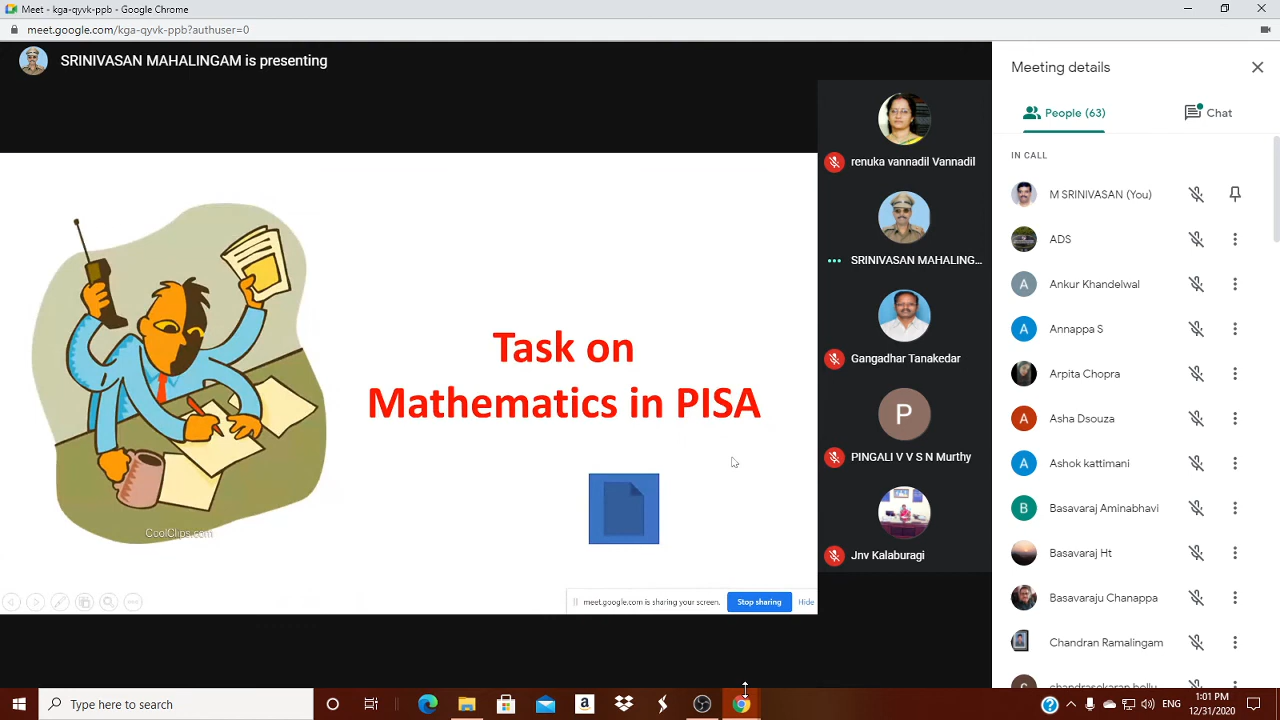 Meet - kga-qyvk-ppb - Google Chrome
meet.google.com/kga-qyvk-ppb?authuser=0
SRINIVASAN MAHALINGAM is presenting
Task on
Mathematics in PISA
CoolClips.com
meet.google.com is sharing your screen.
Stop sharing
Hide
renuka vannadil Vannadil
SRINIVASAN MAHALING...
Gangadhar Tanakedar
P
PINGALI V V S N Murthy
Jnv Kalaburagi
Meeting details
People (63)
Chat
IN CALL
M SRINIVASAN (You)
ADS
A
Ankur Khandelwal
A
Annappa S
Arpita Chopra
Asha Dsouza
A
Ashok kattimani
B
Basavaraj Aminabhavi
Basavaraj Ht
Basavaraju Chanappa
Chandran Ramalingam
Type here to search
a
ENG
1:01 PM
12/31/2020